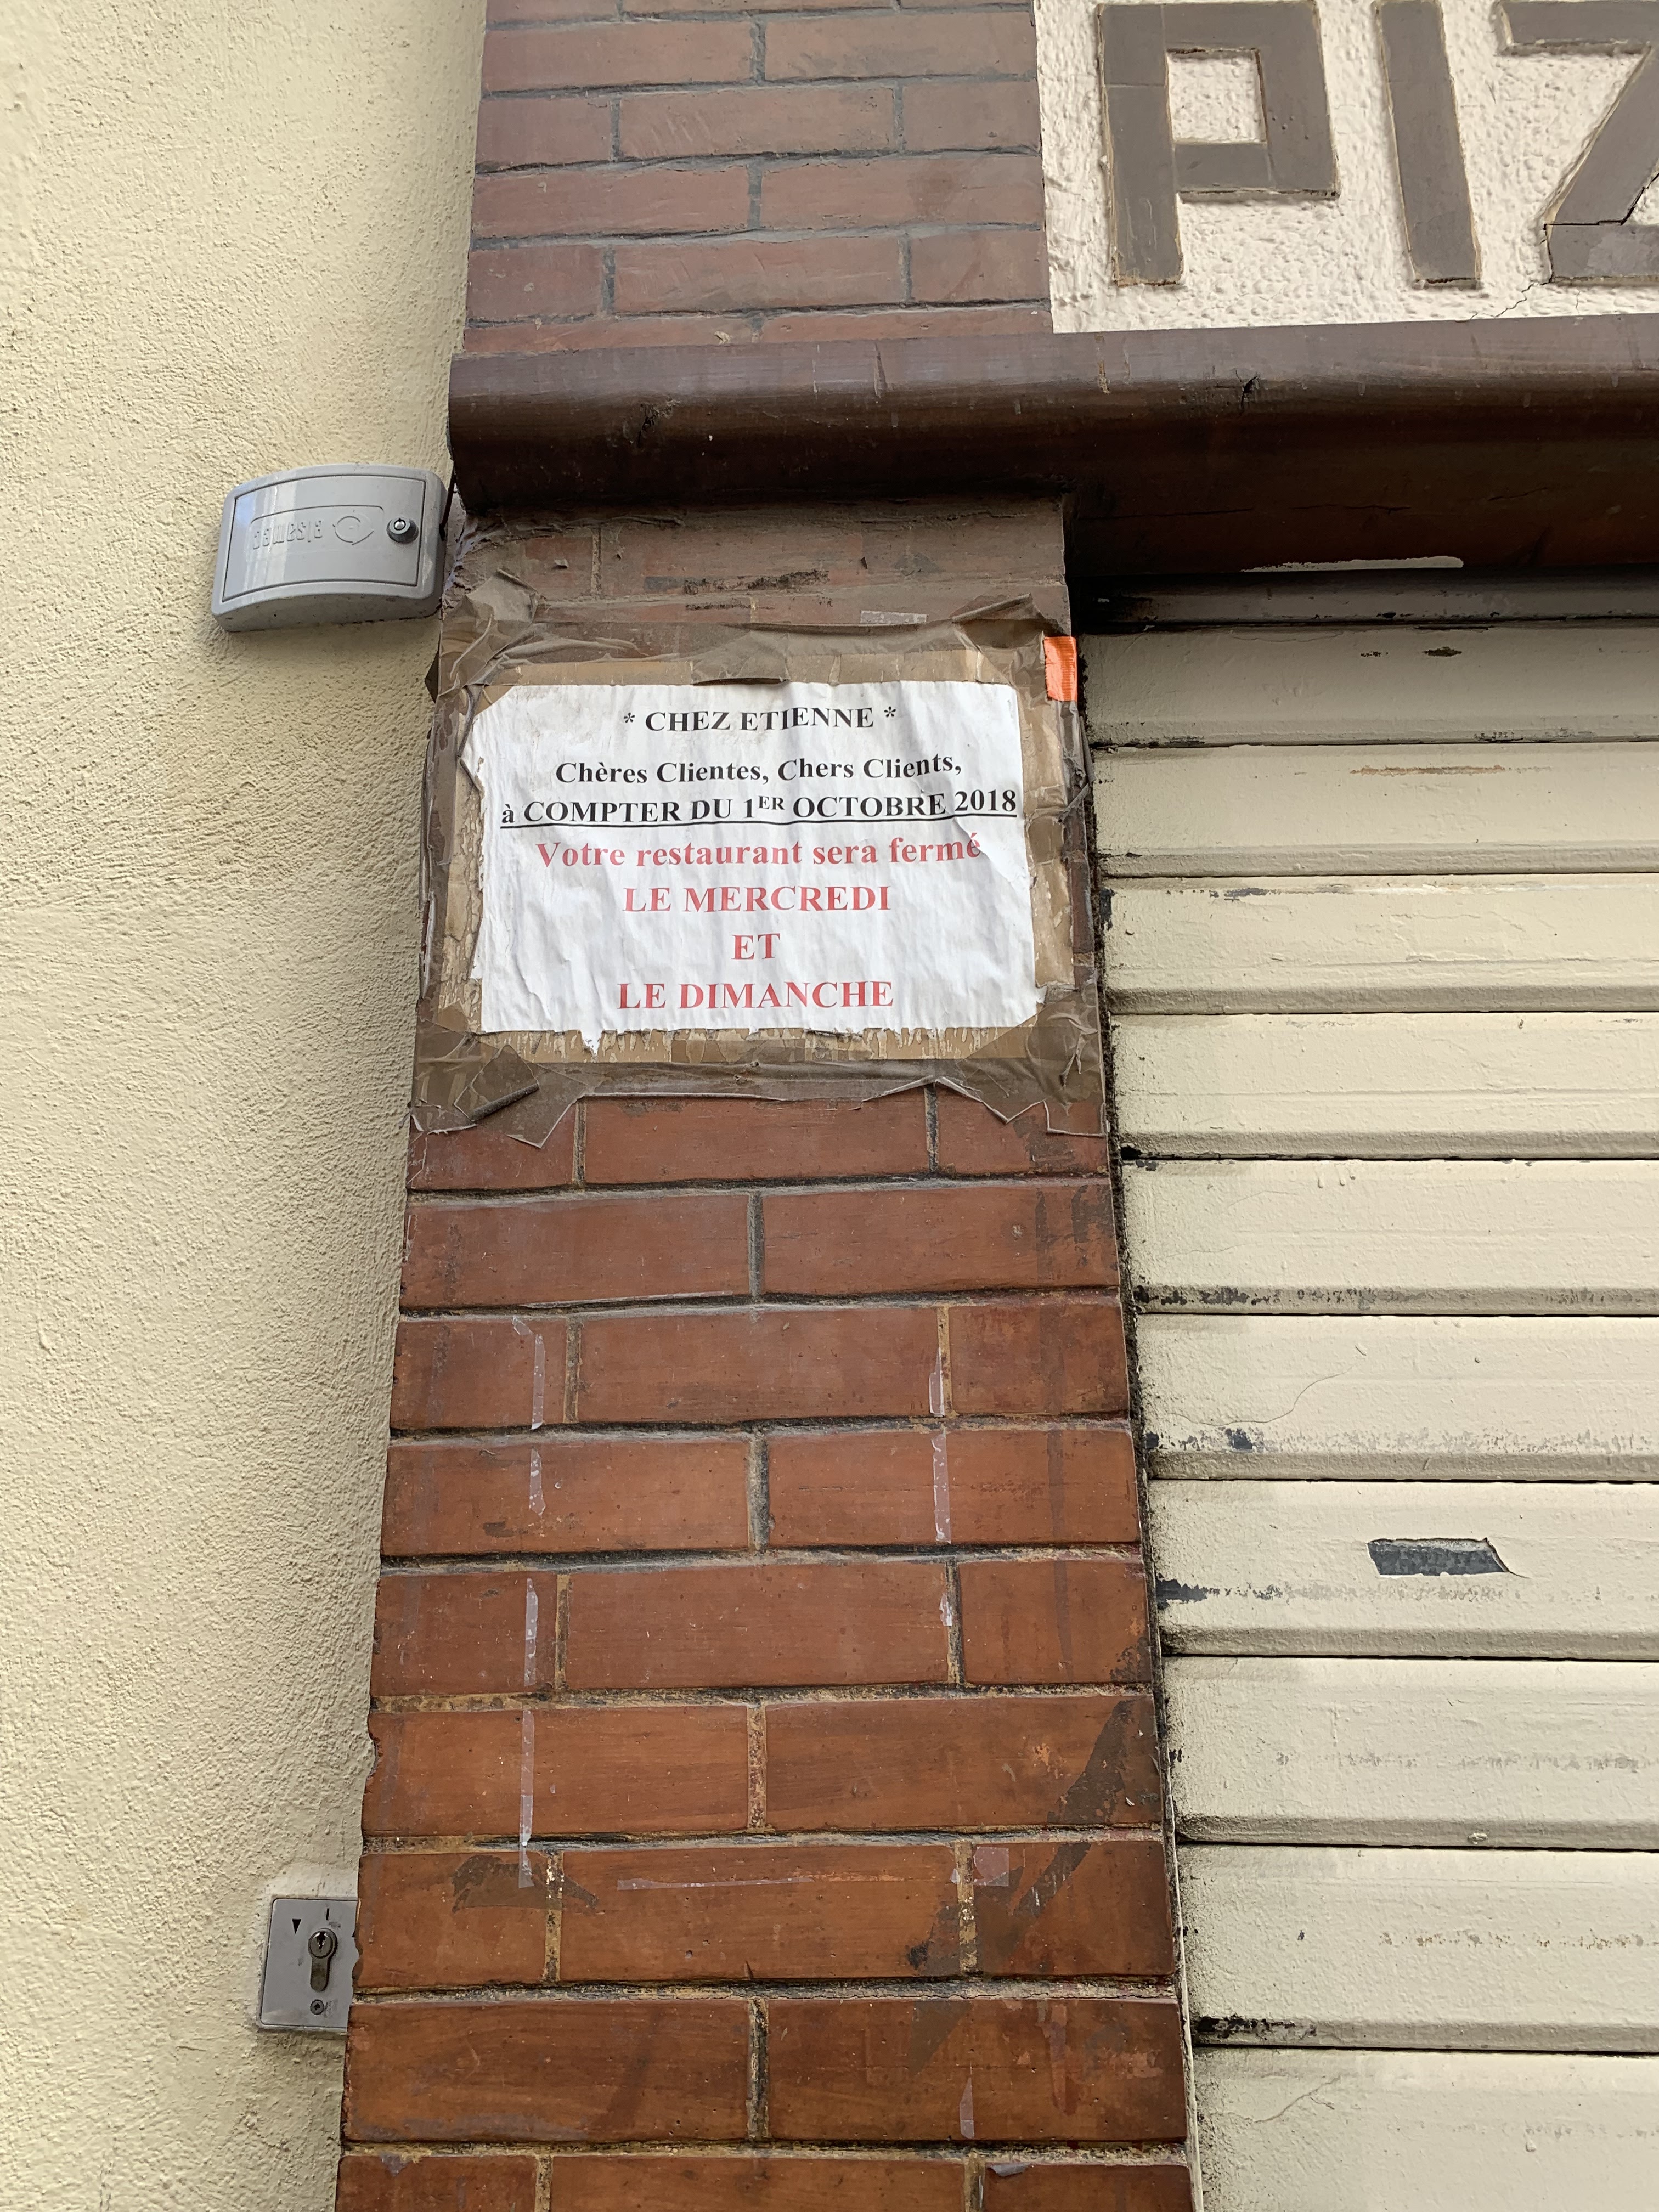 PIZ
* CHEZ ETIENNE *
Chères Clientes, Chers Clients,
à COMPTER DU 1ER OCTOBRE 2018
Votre restaurant sera fermé
LE MERCREDI
ET
LE DIMANCHE